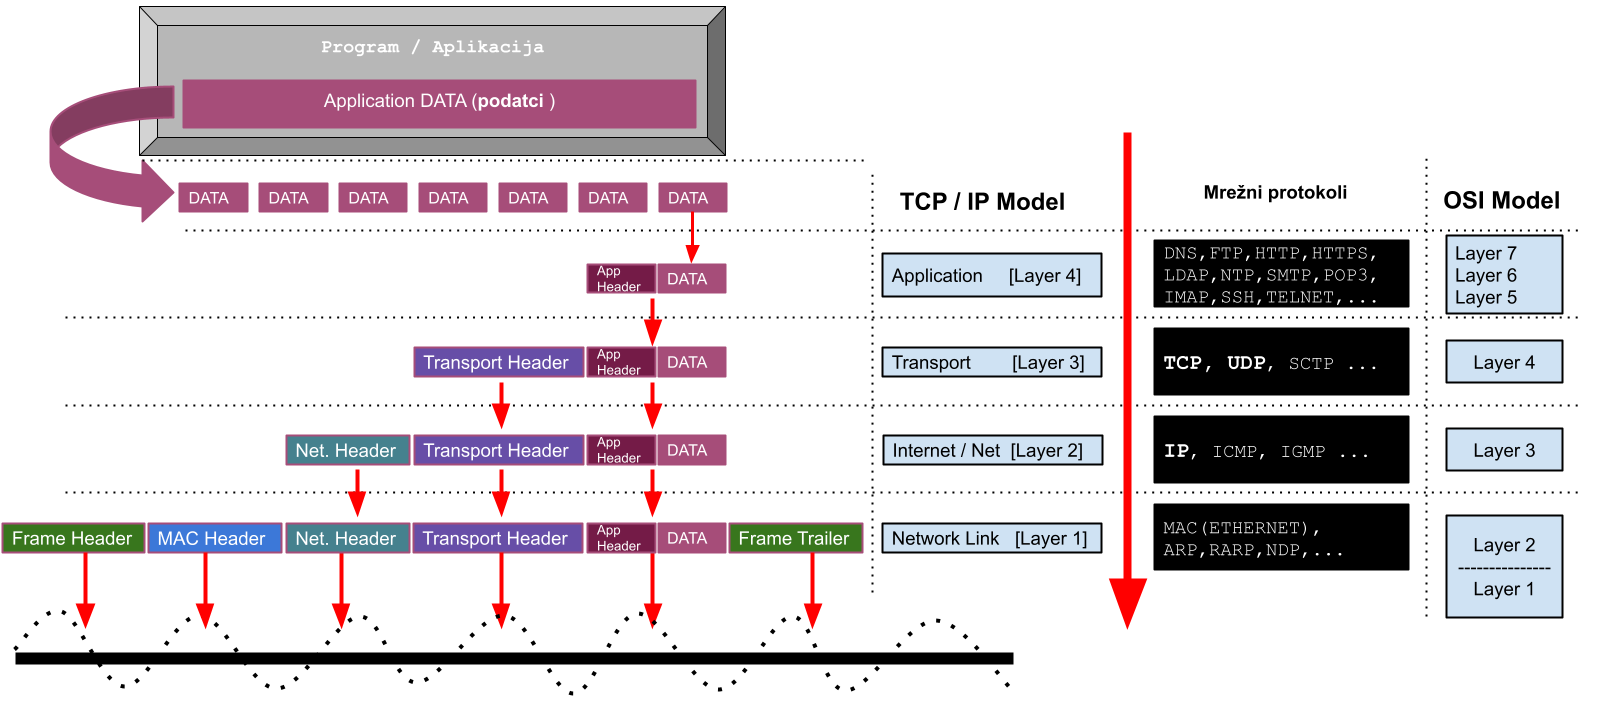 Program / Aplikacija
Application DATA (podatci )
DATA DATA DATA DATA DATA DATA DATA
TCP / IP Model
Mrežni protokoli
OSI Model
App
Header
DATA
Application [Layer 4]
DNS,FTP,HTTP,HTTPS,
LDAP,NTP,SMTP,POP3,
IMAP,SSH,TELNET,...
Layer 7
Layer 6
Layer 5
Transport Header
App
Header
DATA
Transport [Layer 3]
TCP, UDP, SCTP ...
Layer 4
Net. Header
Transport Header
App
Header
DATA
Internet / Net [Layer 2]
IP, ICMP, IGMP ...
Layer 3
Frame Header
MAC Header
Net. Header
Transport Header
App
Header
DATA
Frame Trailer
Network Link [Layer 1]
MAC(ETHERNET),
ARP,RARP,NDP,...
Layer 2
---------------
Layer 1